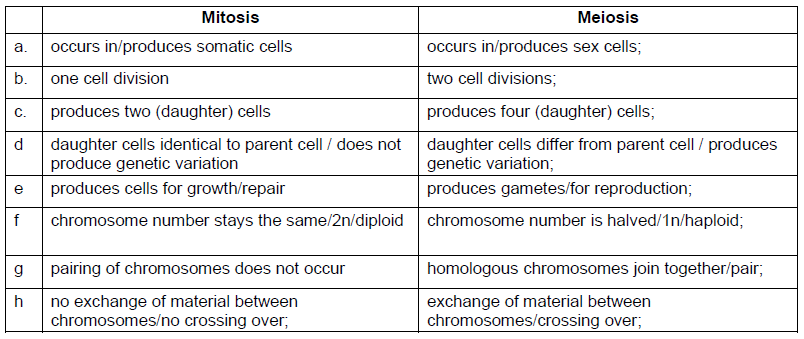 Mitosis Meiosis
a. occurs in/produces somatic cells occurs in/produces sex cells;
b. one cell division two cell divisions;
c. produces two (daughter) cells produces four (daughter) cells;
d daughter cells identical to parent cell / does not daughter cells differ from parent cell / produces
produce genetic variation genetic variation;
e produces cells for growth/repair produces gametes/for reproduction;
f chromosome number stays the same/2n/diploid chromosome number is halved/1n/haploid;
g pairing of chromosomes does not occur homologous chromosomes join together/pair;
h no exchange of material between exchange of material between
chromosomes/no crossing over; chromosomes/crossing over;